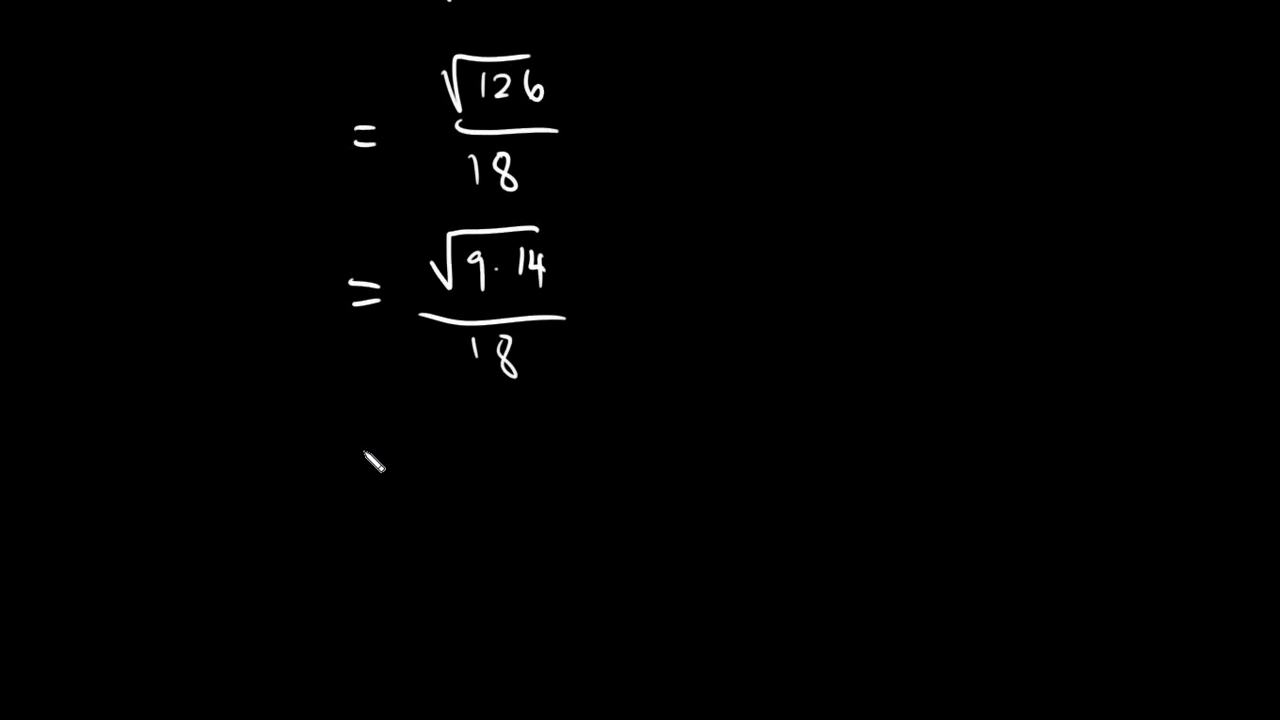 = √126 / 18
= √9·14 / 18